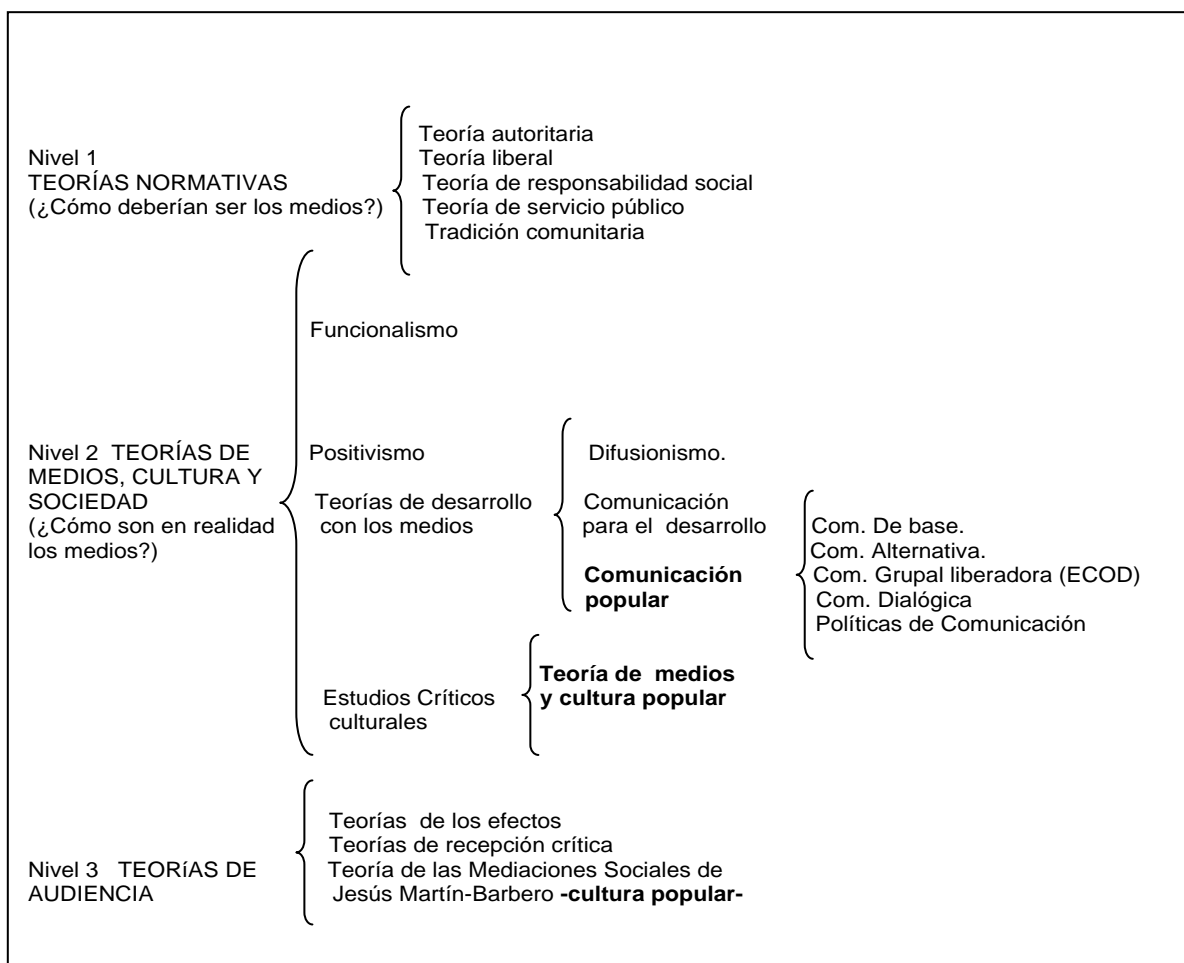 Nivel 1
TEORÍAS NORMATIVAS
(¿Cómo deberían ser los medios?)
Teoría autoritaria
Teoría liberal
Teoría de responsabilidad social
Teoría de servicio público
Tradición comunitaria
Nivel 2 TEORÍAS DE
MEDIOS, CULTURA Y
SOCIEDAD
(¿Cómo son en realidad
los medios?)
Funcionalismo
Positivismo
Teorías de desarrollo
con los medios
Difusionismo.
Comunicación
para el desarrollo
Comunicación
popular
Com. De base.
Com. Alternativa.
Com. Grupal liberadora (ECOD)
Com. Dialógica
Políticas de Comunicación
Estudios Críticos
culturales
Teoría de medios
y cultura popular
Nivel 3 TEORíAS DE
AUDIENCIA
Teorías de los efectos
Teorías de recepción crítica
Teoría de las Mediaciones Sociales de
Jesús Martín-Barbero -cultura popular-